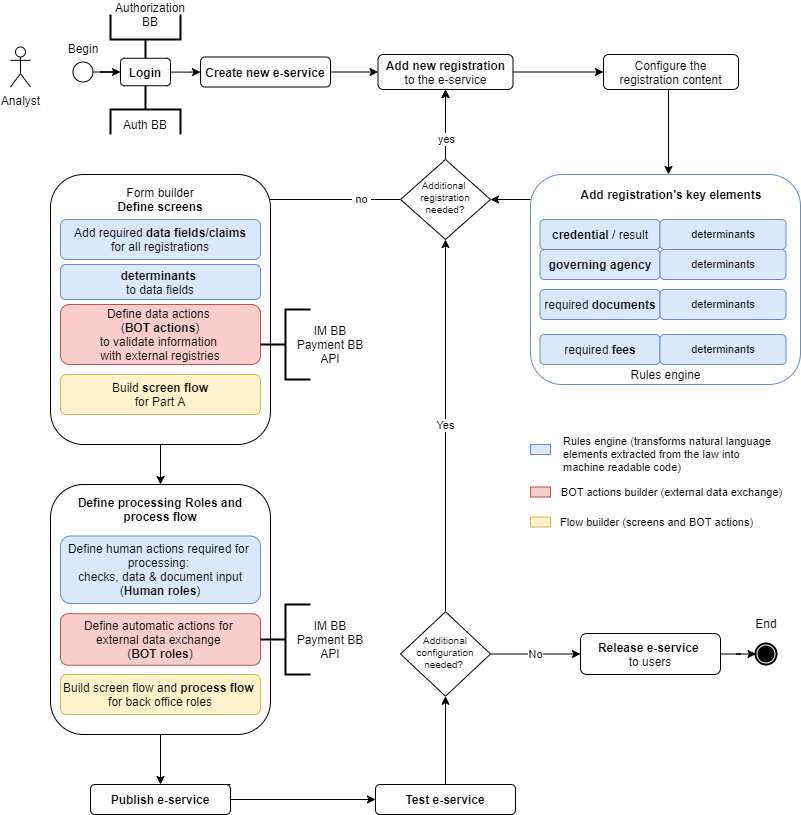 Authorization
BB
Begin
Analyst
Login
Auth BB
Create new e-service
Add new registration
to the e-service
Configure the
registration content
yes
Additional
registration
needed?
no
Add registration's key elements
credential / result
determinants
governing agency
determinants
required documents
determinants
required fees
determinants
Rules engine
Form builder
Define screens
Add required data fields/claims
for all registrations
determinants
to data fields
Define data actions
(BOT actions)
to validate information
with external registries
Build screen flow
for Part A
IM BB
Payment BB
API
Yes
Rules engine (transforms natural language
elements extracted from the law into
machine readable code)
BOT actions builder (external data exchange)
Flow builder (screens and BOT actions)
Define processing Roles and
process flow
Define human actions required for
processing:
checks, data & document input
(Human roles)
Define automatic actions for
external data exchange
(BOT roles)
Build screen flow and process flow
for back office roles
IM BB
Payment BB
API
Additional
configuration
needed?
No
Release e-service
to users
End
Publish e-service
Test e-service